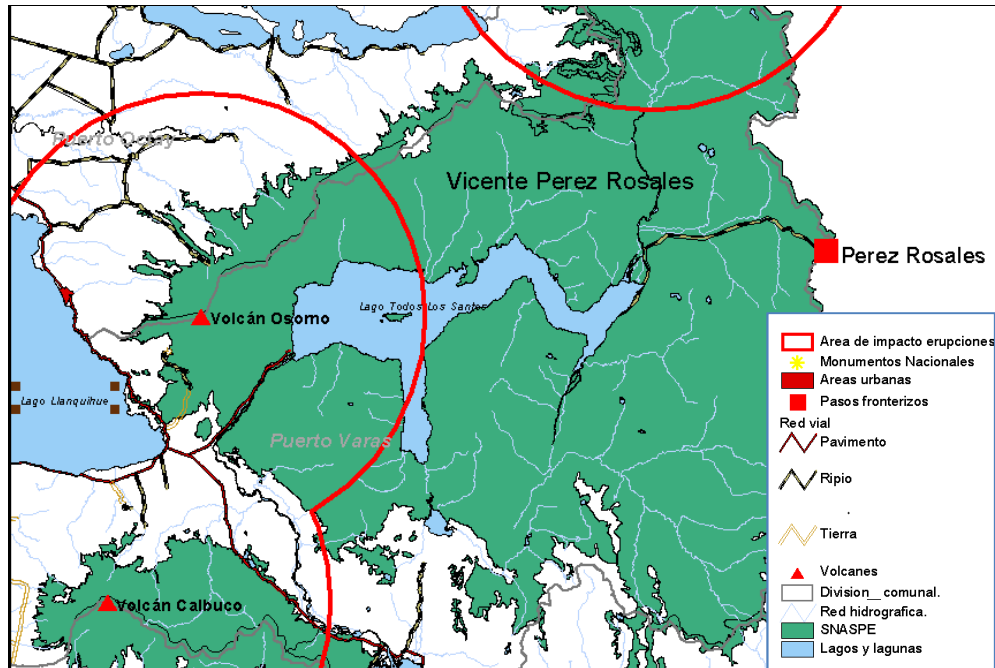 Puerto Octay
Vicente Perez Rosales
Perez Rosales
Lago Todos Los Santos
Volcán Osorno
Lago Llanquihue
Puerto Varas
Volcán Calbuco
Area de impacto erupciones
Monumentos Nacionales
Areas urbanas
Pasos fronterizos
Red vial
Pavimento
Ripio
.
Tierra
Volcanes
Division_ comunal.
Red hidrografica.
SNASPE
Lagos y lagunas